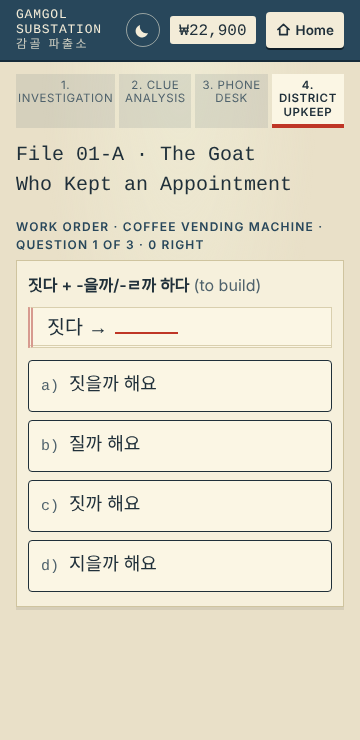 GAMGOL
SUBSTATION
감골 파출소
₩22,900
Home
1. INVESTIGATION
2. CLUE ANALYSIS
3. PHONE DESK
4. DISTRICT UPKEEP
File 01-A · The Goat
Who Kept an Appointment
WORK ORDER · COFFEE VENDING MACHINE ·
QUESTION 1 OF 3 · 0 RIGHT
짓다 + -을까/-ㄹ까 하다 (to build)
짓다 →
a) 짓을까 해요
b) 질까 해요
c) 짓까 해요
d) 지을까 해요